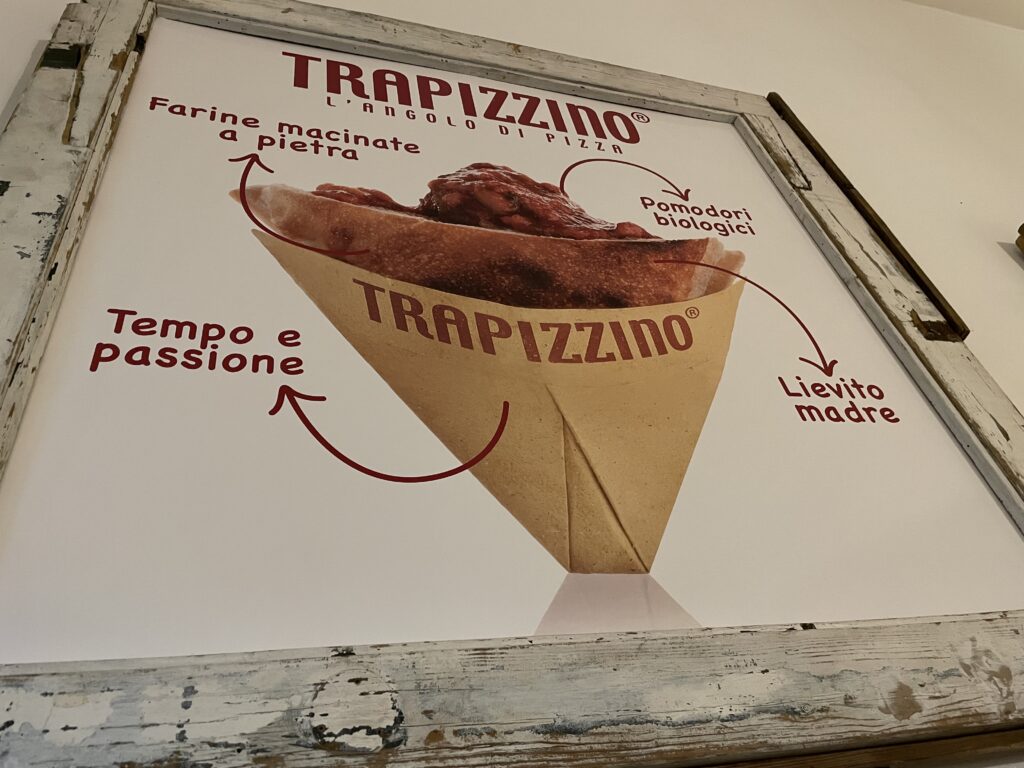 TRAPIZZINO®
L'ANGOLO DI PIZZA
Farine macinate
a pietra
Pomodori
biologici
TRAPIZZINO®
Tempo e
passione
Lievito
madre